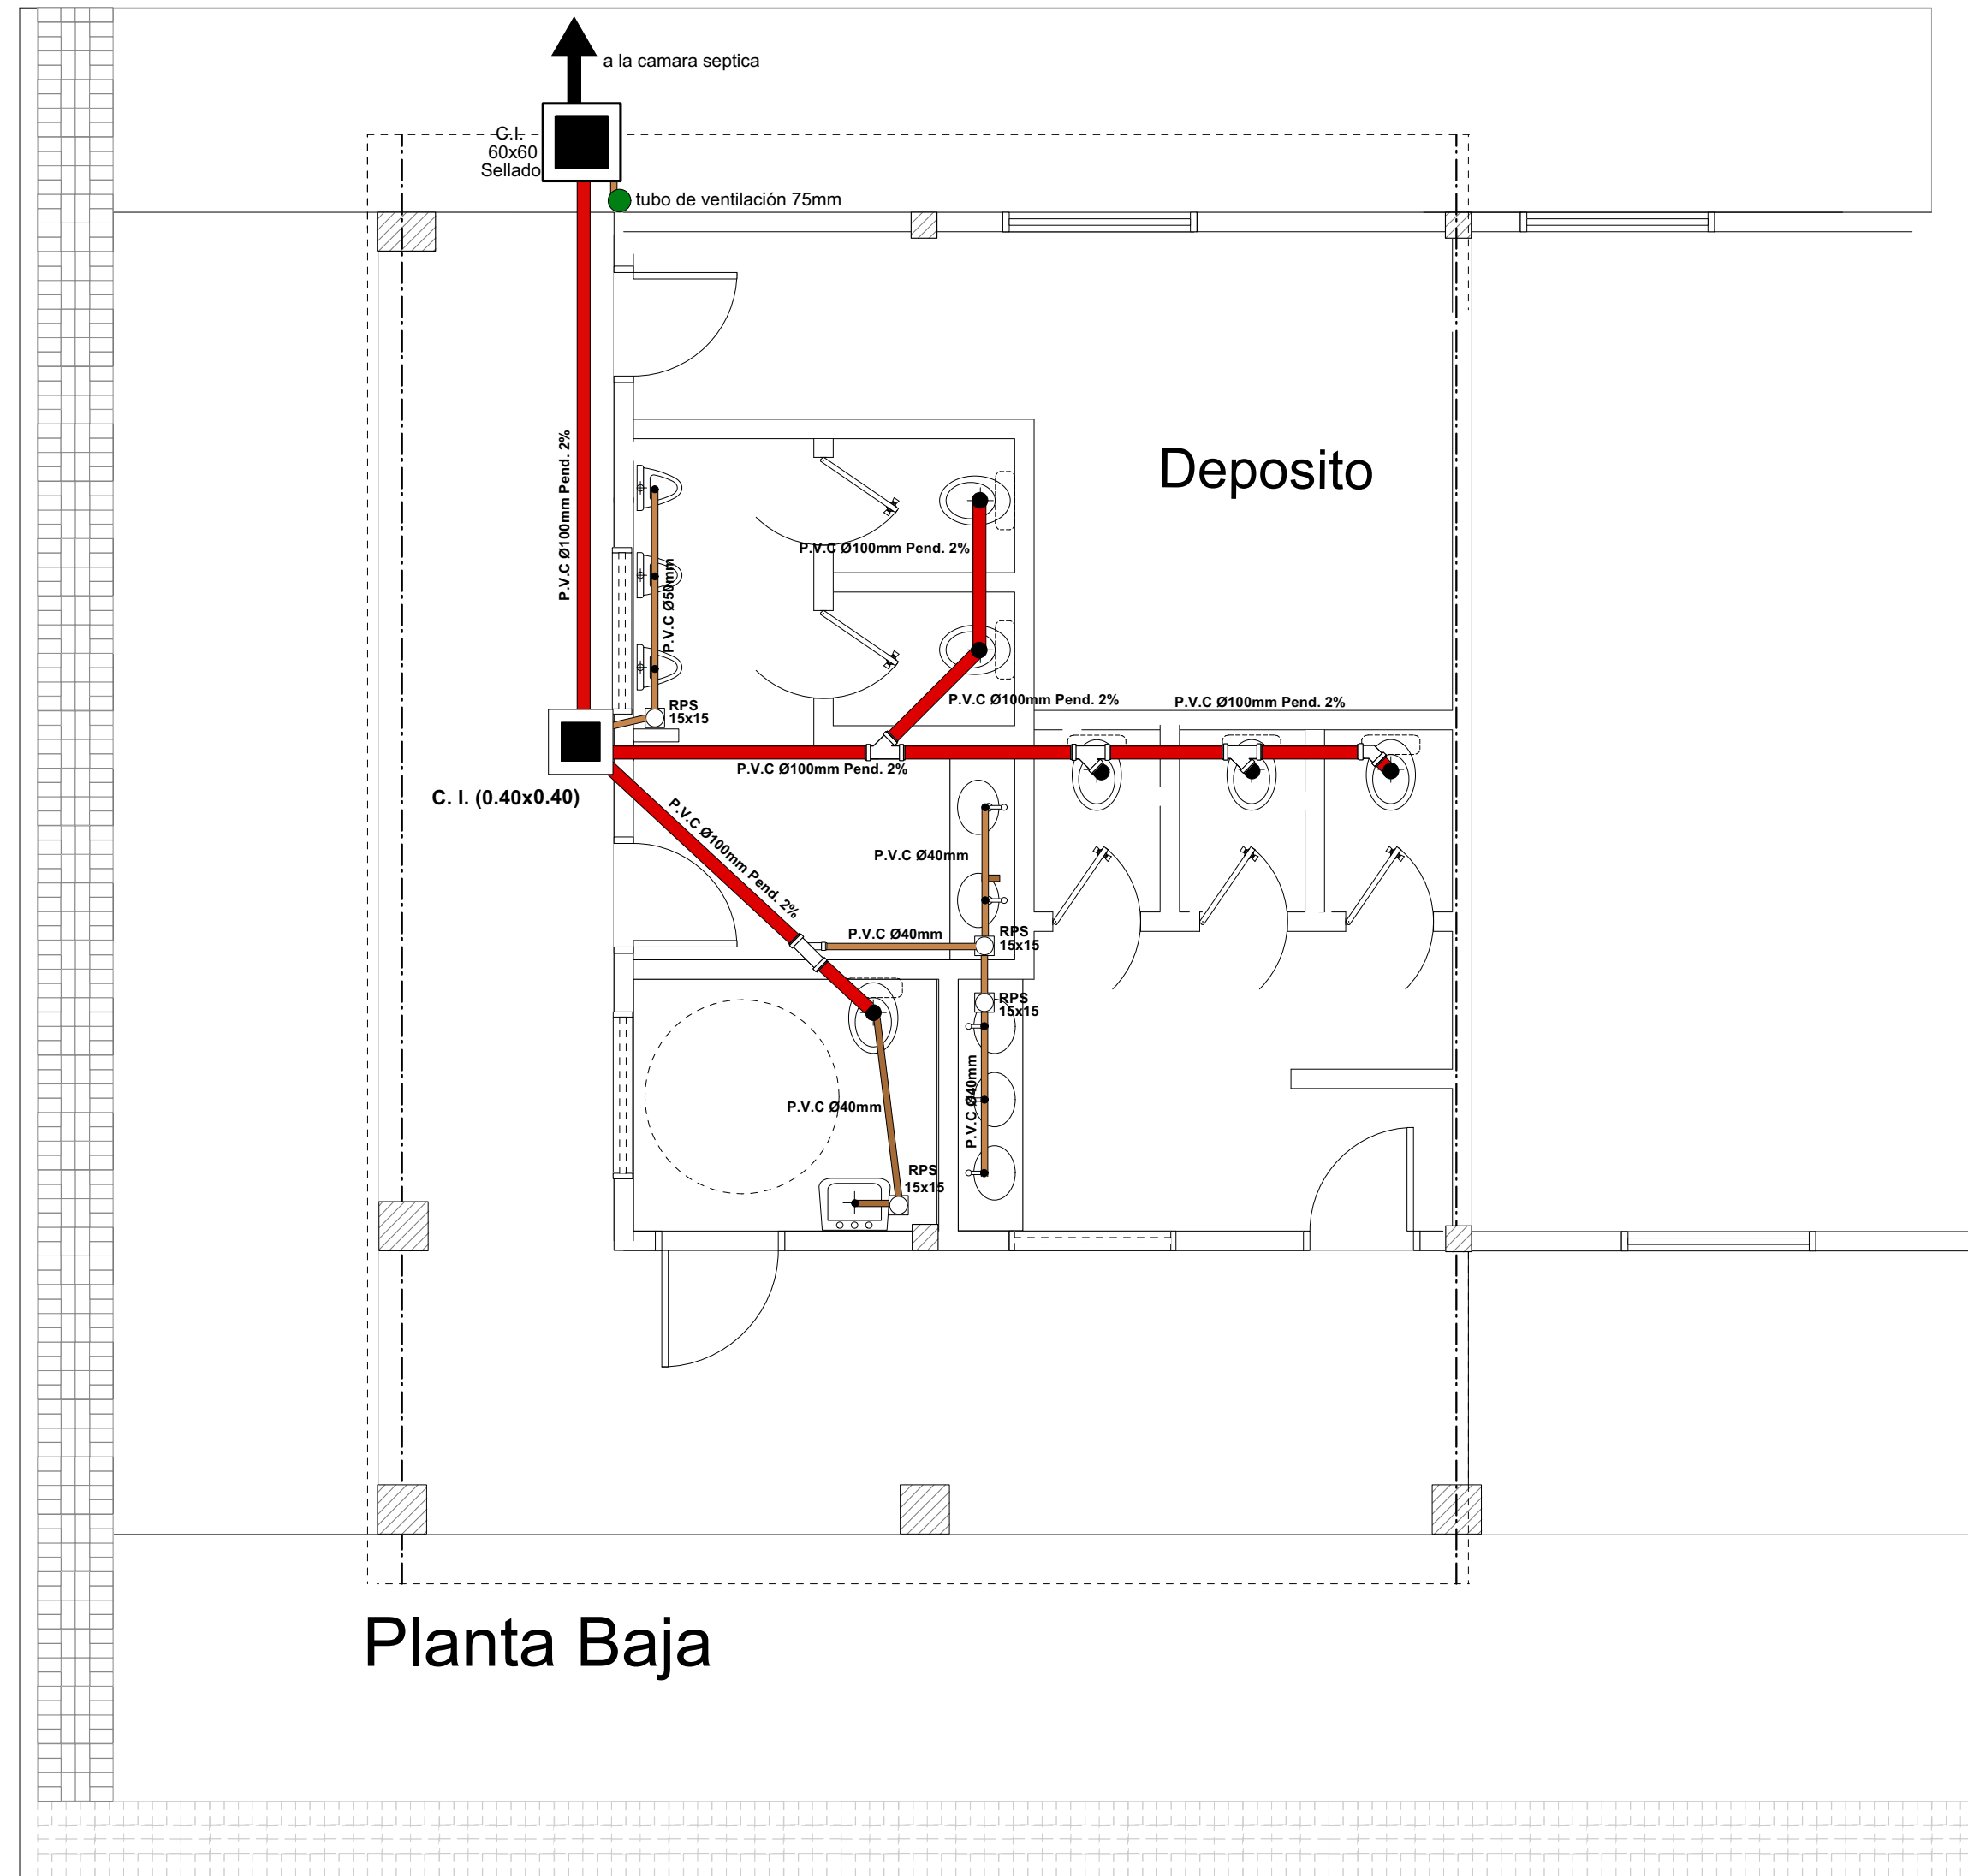 a la camara septica
C.I.
60x60
Sellado
tubo de ventilación 75mm
P.V.C Ø100mm Pend. 2%
Deposito
P.V.C Ø100mm Pend. 2%
P.V.C Ø50mm
RPS
15x15
P.V.C Ø100mm Pend. 2%
P.V.C Ø100mm Pend. 2%
P.V.C Ø100mm Pend. 2%
C. I. (0.40x0.40)
P.V.C Ø100mm Pend. 2%
P.V.C Ø40mm
P.V.C Ø40mm
RPS
15x15
RPS
15x15
P.V.C Ø40mm
P.V.C Ø40mm
RPS
15x15
Planta Baja